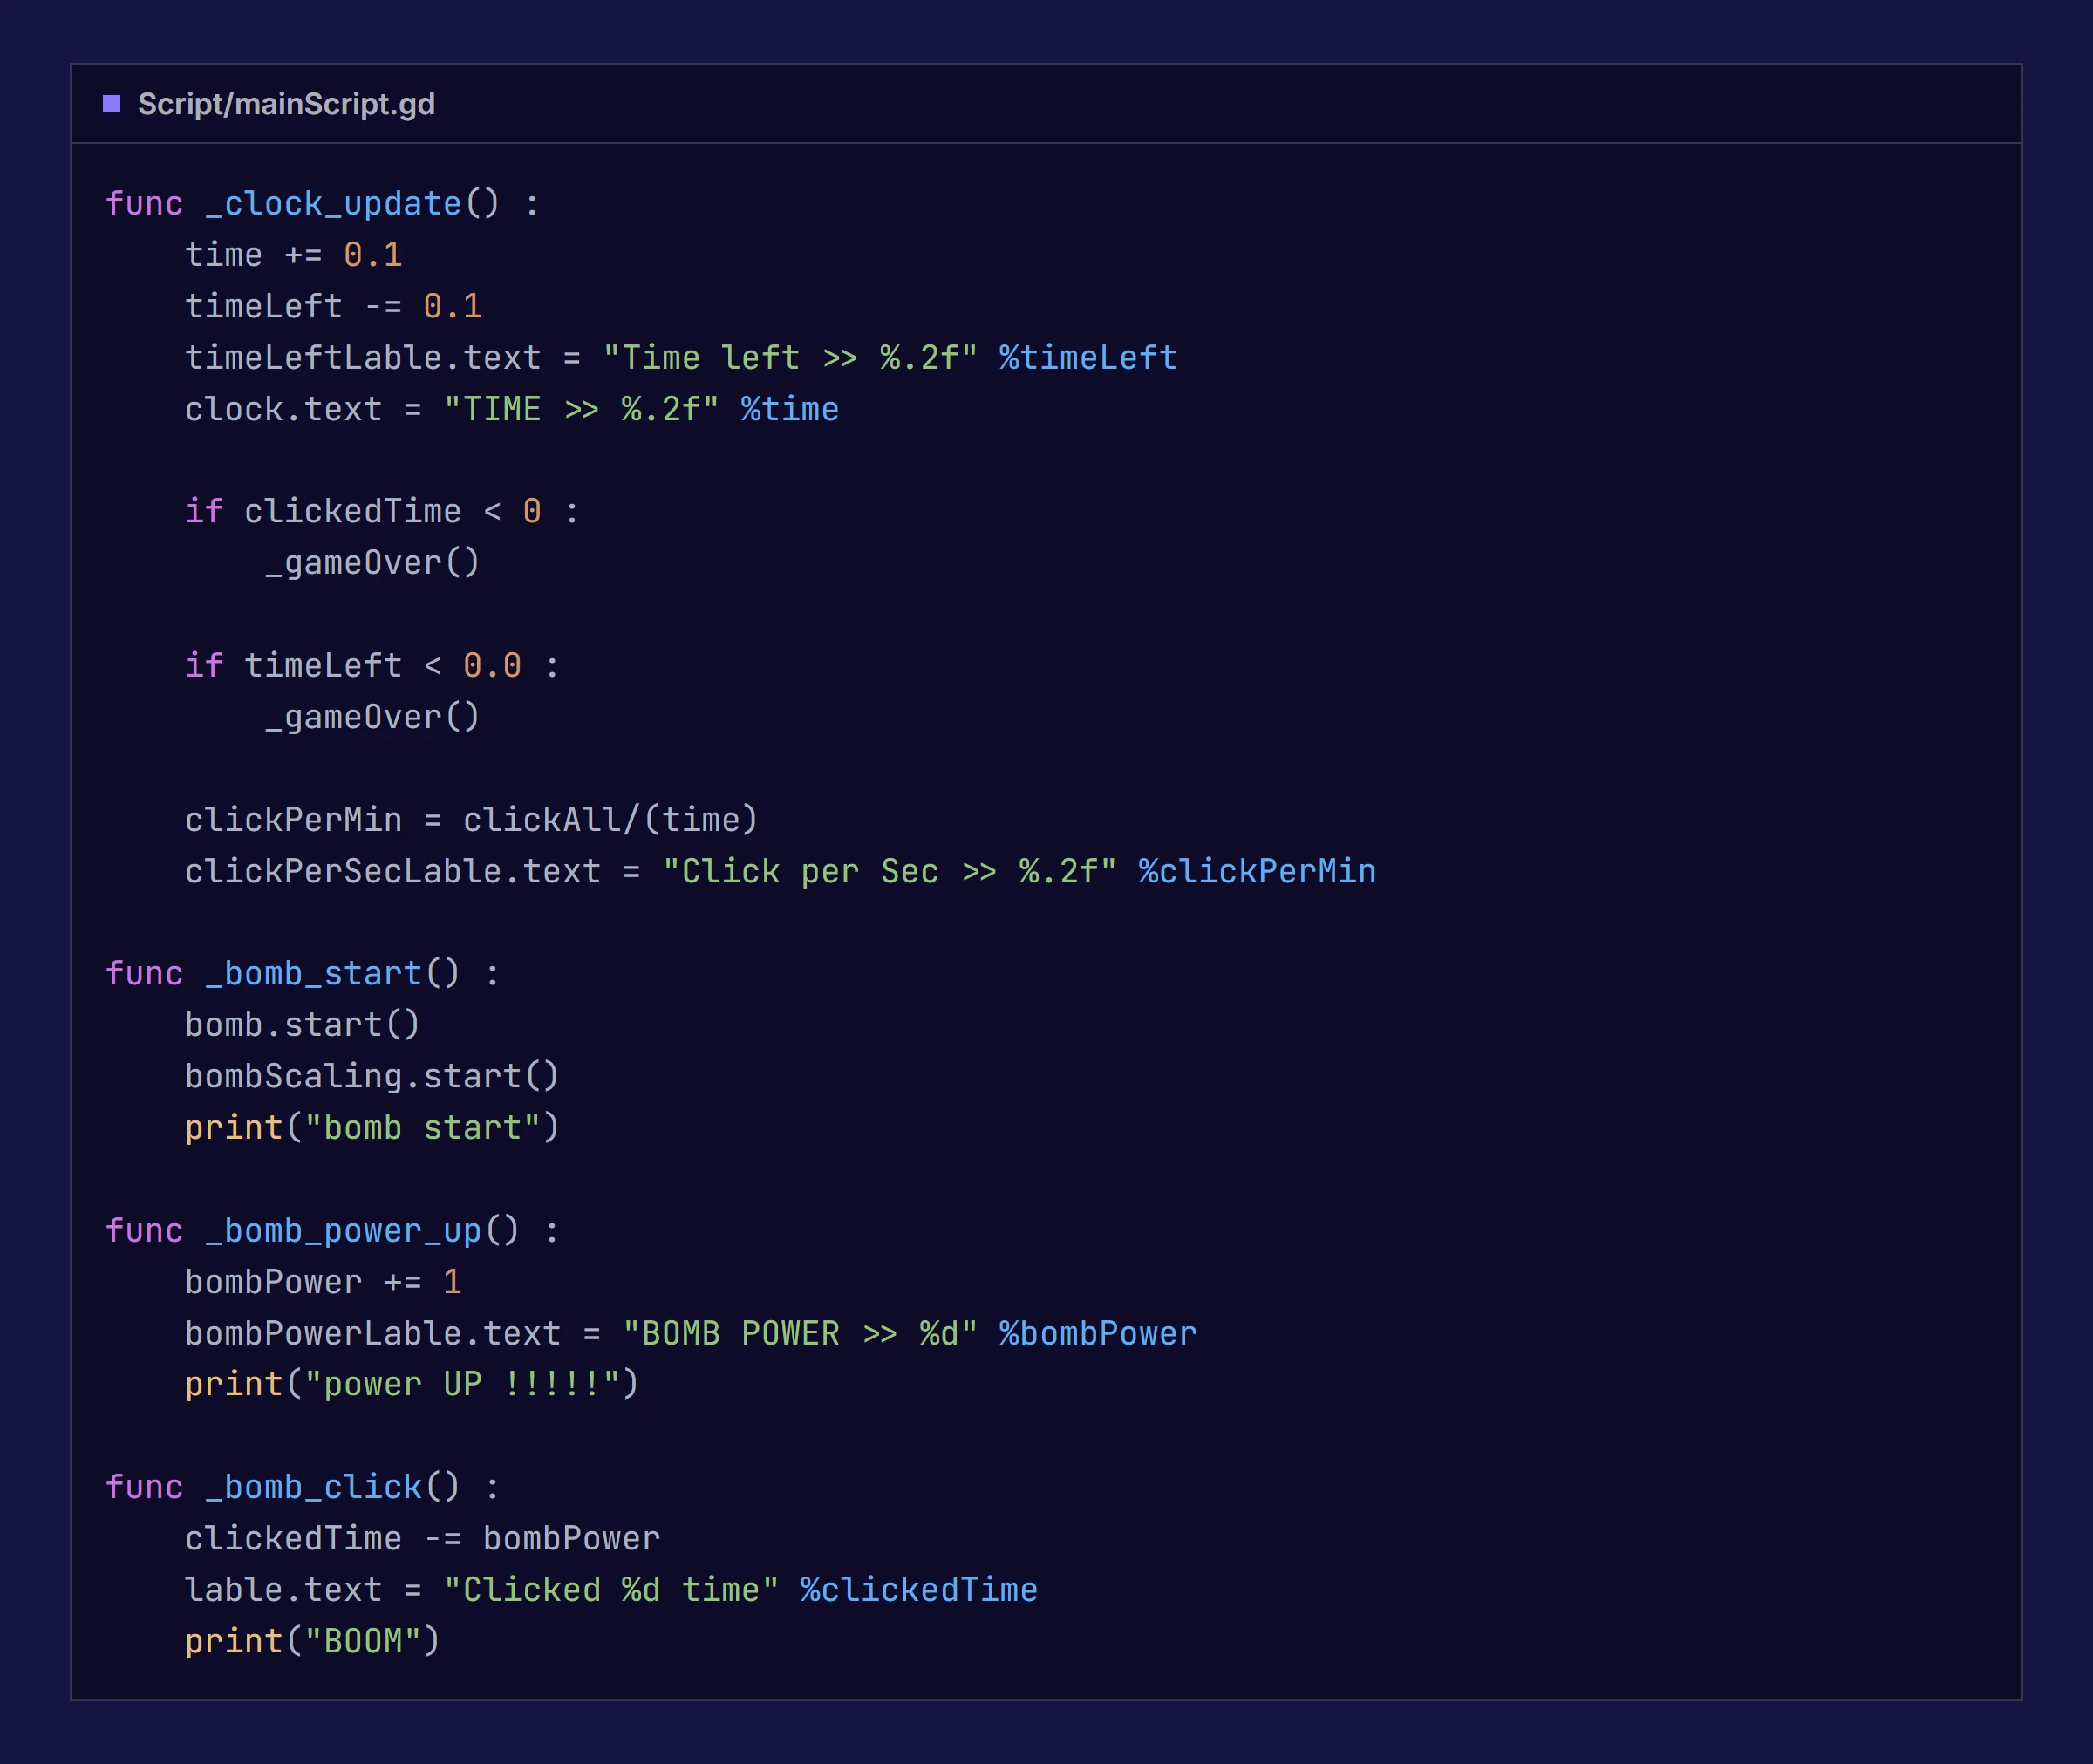 Script/mainScript.gd
func _clock_update() :
    time += 0.1
    timeLeft -= 0.1
    timeLeftLable.text = "Time left >> %.2f" %timeLeft
    clock.text = "TIME >> %.2f" %time

    if clickedTime < 0 :
        _gameOver()

    if timeLeft < 0.0 :
        _gameOver()

    clickPerMin = clickAll/(time)
    clickPerSecLable.text = "Click per Sec >> %.2f" %clickPerMin

func _bomb_start() :
    bomb.start()
    bombScaling.start()
    print("bomb start")

func _bomb_power_up() :
    bombPower += 1
    bombPowerLable.text = "BOMB POWER >> %d" %bombPower
    print("power UP !!!!!")

func _bomb_click() :
    clickedTime -= bombPower
    lable.text = "Clicked %d time" %clickedTime
    print("BOOM")